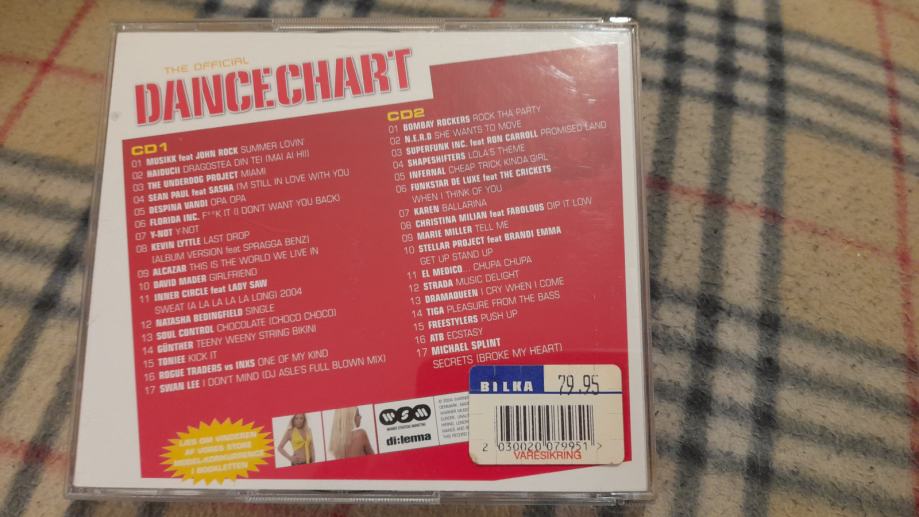 THE OFFICIAL
DANCECHART
CD1
01 MUSIKK feat JOHN ROCK SUMMER LOVIN'
02 HAIDUCII DRAGOSTEA DIN TEI (MAI AI HI)
03 THE UNDERDOG PROJECT MIAMI
04 SEAN PAUL feat SASHA I'M STILL IN LOVE WITH YOU
05 DESPINA VANDI OPA OPA
06 FLORIDA INC. F**K IT (I DON'T WANT YOU BACK)
07 Y-NOT Y-NOT
08 KEVIN LYTTLE LAST DROP
(ALBUM VERSION feat SPRAGGA BENZ)
09 ALCAZAR THIS IS THE WORLD WE LIVE IN
10 DAVID MADER GIRLFRIEND
11 INNER CIRCLE feat LADY SAW
SWEAT (A LA LA LA LA LONG) 2004
12 NATASHA BEDINGFIELD SINGLE
13 SOUL CONTROL CHOCOLATE (CHOCO CHOCO)
14 GÜNTHER TEENY WEENY STRING BIKINI
15 TONIEE KICK IT
16 ROGUE TRADERS vs INXS ONE OF MY KIND
17 SWAN LEE I DON'T MIND (DJ ASLE'S FULL BLOWN MIX)
CD2
01 BOMBAY ROCKERS ROCK THA PARTY
02 N.E.R.D SHE WANTS TO MOVE
03 SUPERFUNK INC. feat RON CARROLL PROMISED LAND
04 SHAPESHIFTERS LOLA'S THEME
05 INFERNAL CHEAP TRICK KINDA GIRL
06 FUNKSTAR DE LUXE feat THE CRICKETS
WHEN I THINK OF YOU
07 KAREN BALLARINA
08 CHRISTINA MILIAN feat FABOLOUS DIP IT LOW
09 MARIE MILLER TELL ME
10 STELLAR PROJECT feat BRANDI EMMA
GET UP STAND UP
11 EL MEDICO... CHUPA CHUPA
12 STRADA MUSIC DELIGHT
13 DRAMAQUEEN I CRY WHEN I COME
14 TIGA PLEASURE FROM THE BASS
15 FREESTYLERS PUSH UP
16 ATB ECSTASY
17 MICHAEL SPLINT
SECRETS (BROKE MY HEART)
LÆS OM VINDEREN
AF VORES STORE
MODEL-KONKURRENCE
I BOOKLETTEN
WSM
di:lema
BILKA 79.95
2 030020 079951 >
VARESIKRING